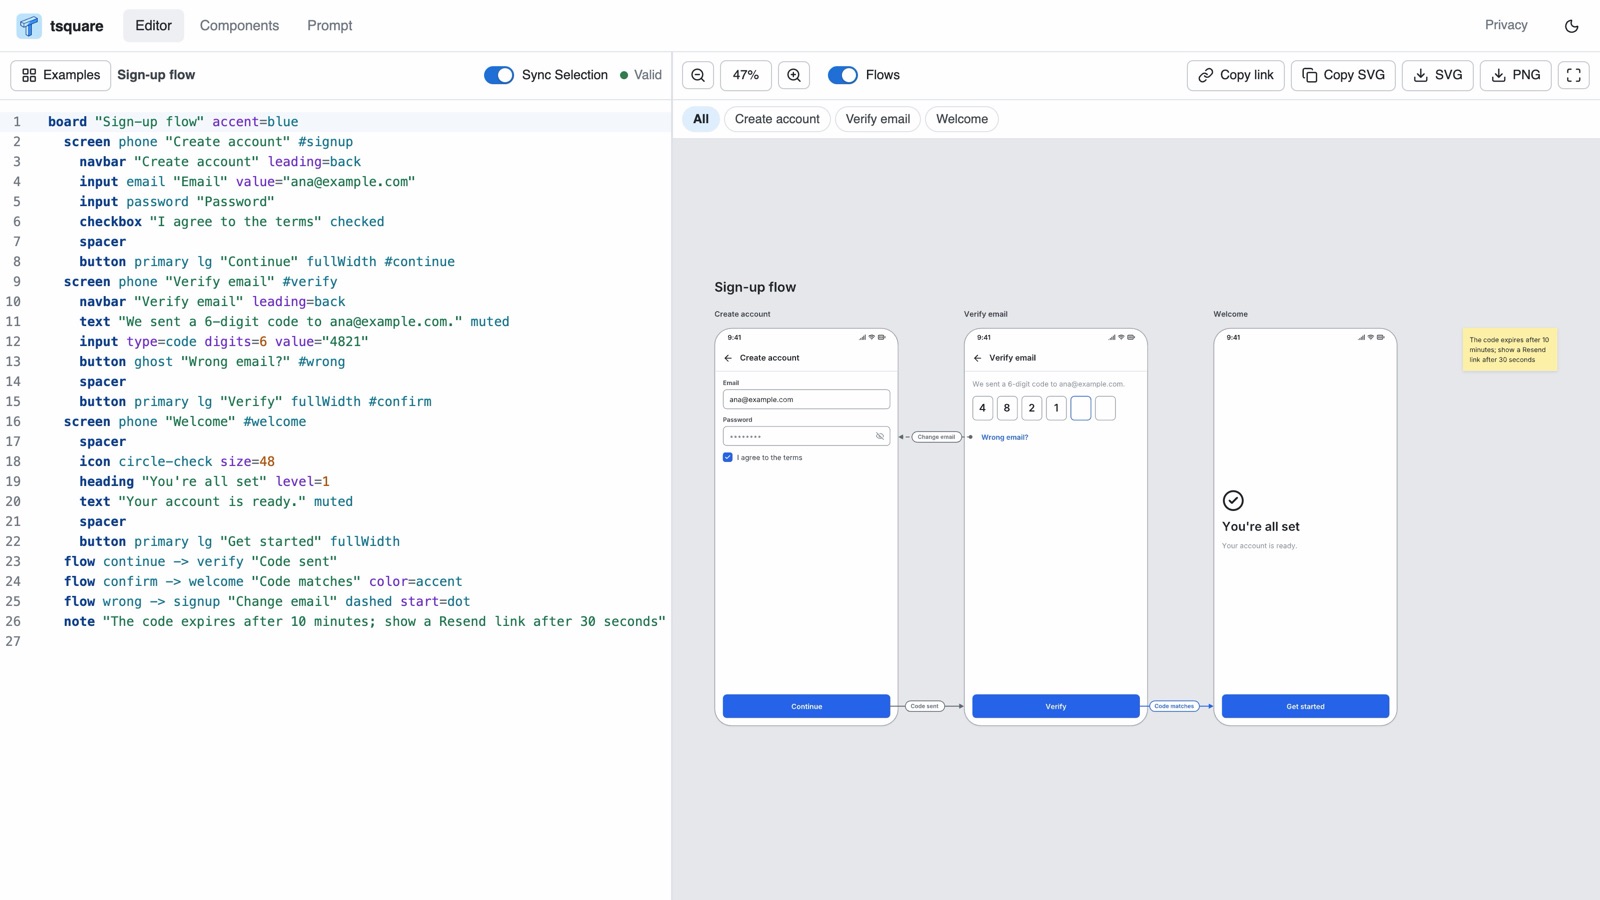 tsquare Editor Components Prompt Privacy
Examples Sign-up flow Sync Selection Valid 47% Flows Copy link Copy SVG SVG PNG
All Create account Verify email Welcome
1 board "Sign-up flow" accent=blue
2 screen phone "Create account" #signup
3 navbar "Create account" leading=back
4 input email "Email" value="ana@example.com"
5 input password "Password"
6 checkbox "I agree to the terms" checked
7 spacer
8 button primary lg "Continue" fullWidth #continue
9 screen phone "Verify email" #verify
10 navbar "Verify email" leading=back
11 text "We sent a 6-digit code to ana@example.com." muted
12 input type=code digits=6 value="4821"
13 button ghost "Wrong email?" #wrong
14 spacer
15 button primary lg "Verify" fullWidth #confirm
16 screen phone "Welcome" #welcome
17 spacer
18 icon circle-check size=48
19 heading "You're all set" level=1
20 text "Your account is ready." muted
21 spacer
22 button primary lg "Get started" fullWidth
23 flow continue -> verify "Code sent"
24 flow confirm -> welcome "Code matches" color=accent
25 flow wrong -> signup "Change email" dashed start=dot
26 note "The code expires after 10 minutes; show a Resend link after 30 seconds"
27
Sign-up flow
Create account
9:41
Create account
Email
ana@example.com
Password
I agree to the terms
Continue
Change email
Code sent
Verify email
9:41
Verify email
We sent a 6-digit code to ana@example.com.
4 8 2 1
Wrong email?
Verify
Code matches
Welcome
9:41
You're all set
Your account is ready.
Get started
The code expires after 10
minutes; show a Resend
link after 30 seconds